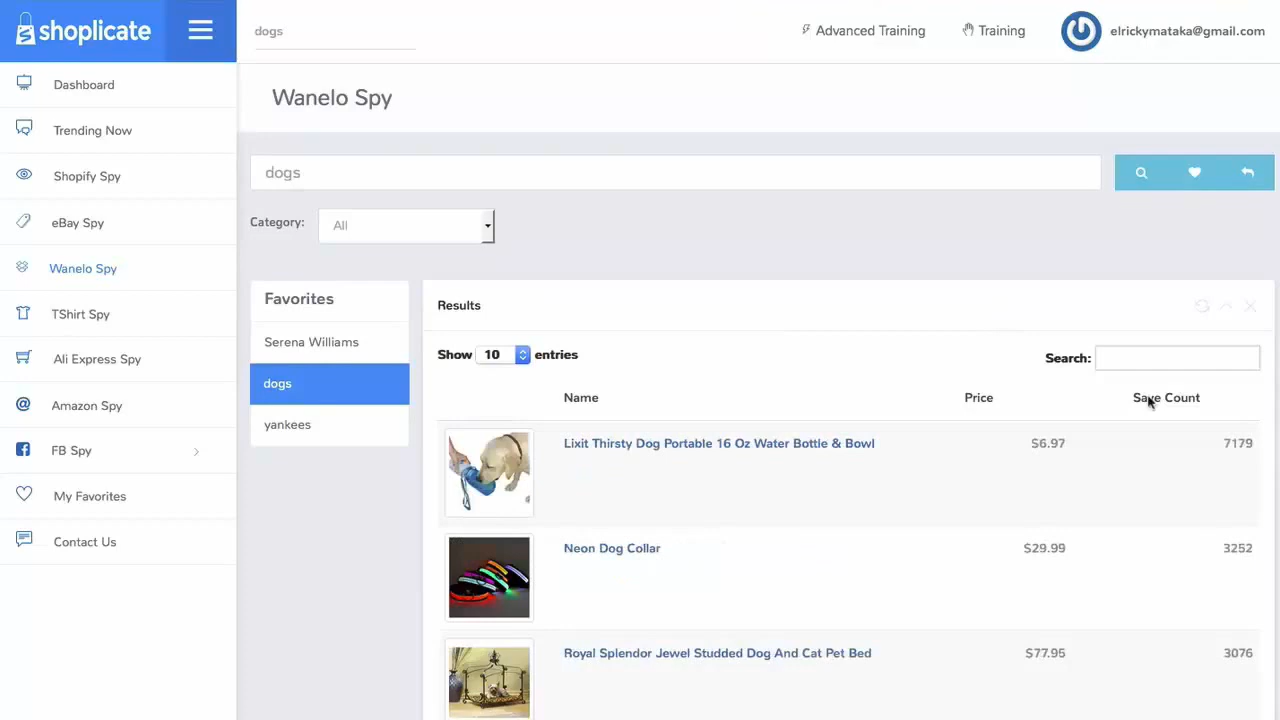 shoplicate
dogs
Advanced Training
Training
elrickymataka@gmail.com
Dashboard
Trending Now
Shopify Spy
eBay Spy
Wanelo Spy
TShirt Spy
Ali Express Spy
Amazon Spy
FB Spy
My Favorites
Contact Us
Wanelo Spy
dogs
Category: All
Favorites
Serena Williams
dogs
yankees
Results
Show 10 entries
Search:
Name Price Save Count
Lixit Thirsty Dog Portable 16 Oz Water Bottle & Bowl $6.97 7179
Neon Dog Collar $29.99 3252
Royal Splendor Jewel Studded Dog And Cat Pet Bed $77.95 3076